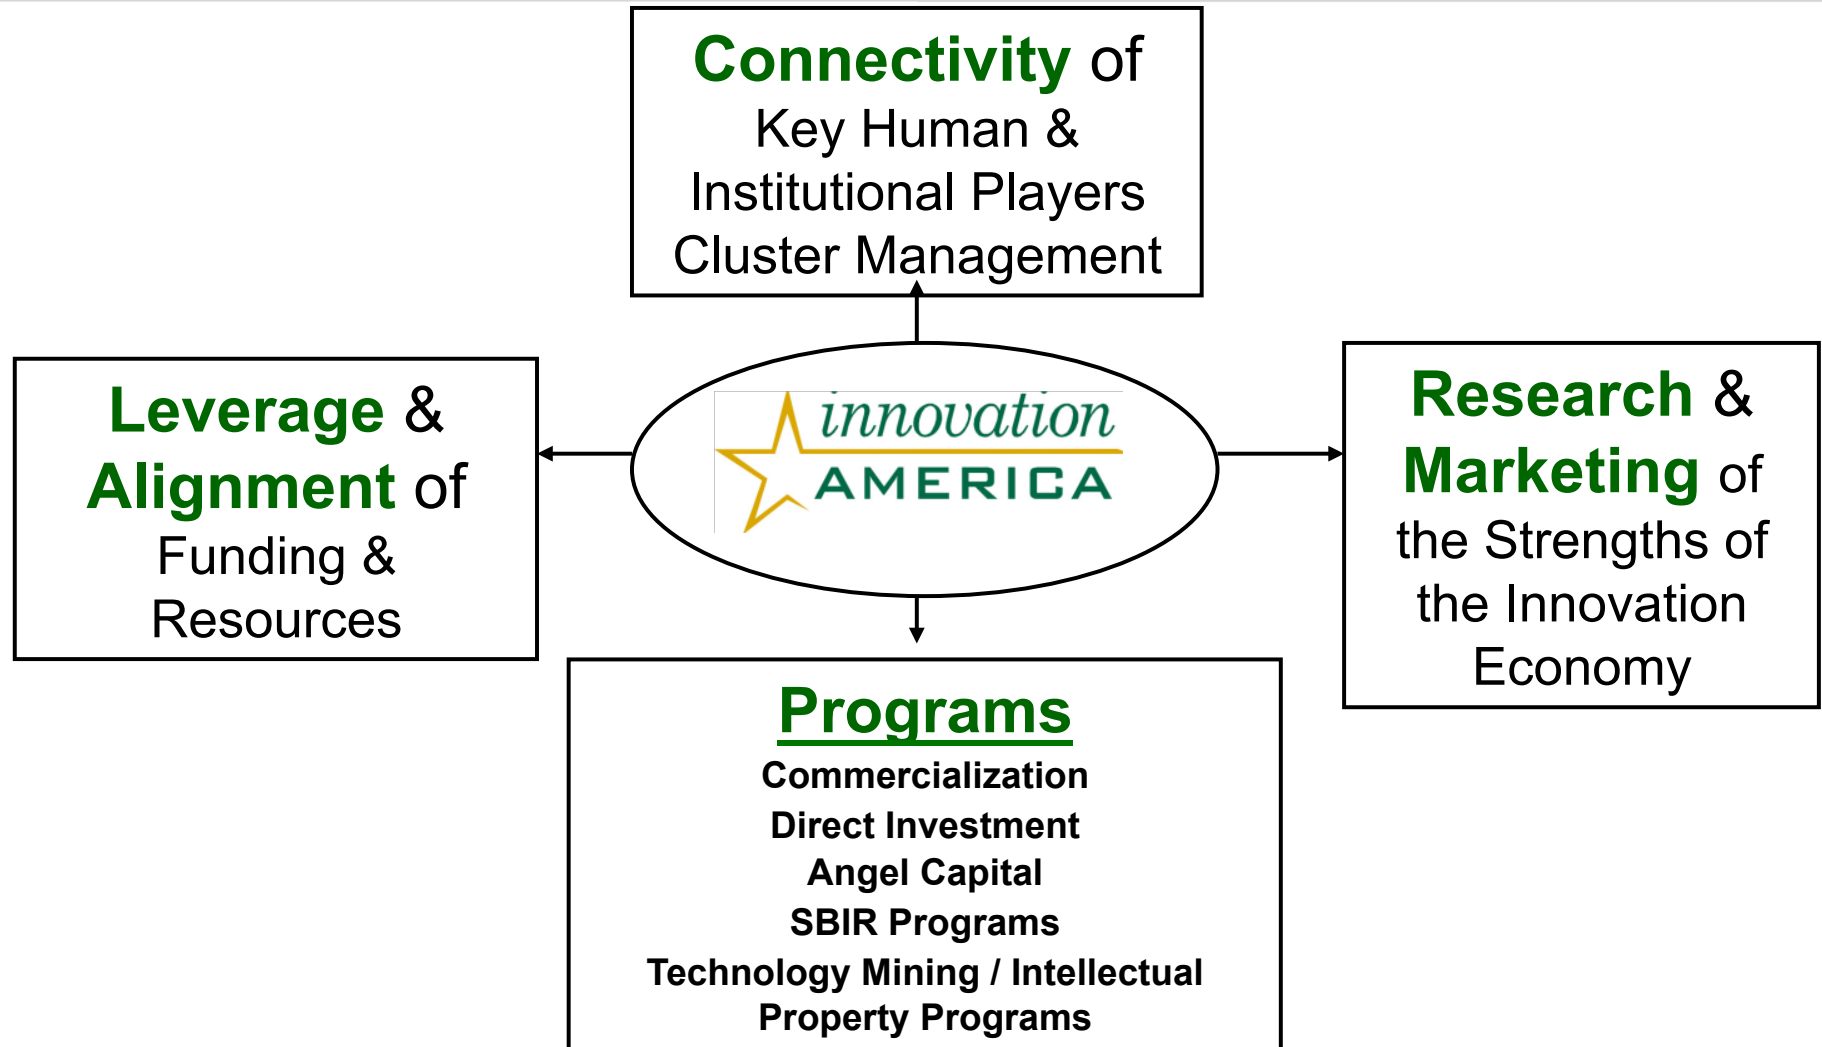 Connectivity of
Key Human &
Institutional Players
Cluster Management
Leverage &
Alignment of
Funding &
Resources
innovation
AMERICA
Research &
Marketing of
the Strengths of
the Innovation
Economy
Programs
Commercialization
Direct Investment
Angel Capital
SBIR Programs
Technology Mining / Intellectual
Property Programs